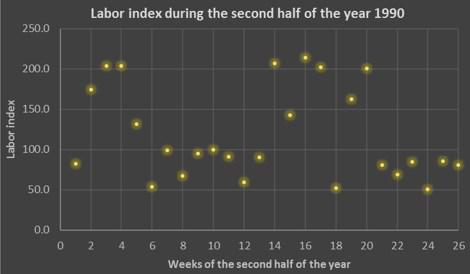 Labor index during the second half of the year 1990
250.0
200.0
150.0
100.0
50.0
0.0
Labor index
0 2 4 6 8 10 12 14 16 18 20 22 24 26
Weeks of the second half of the year